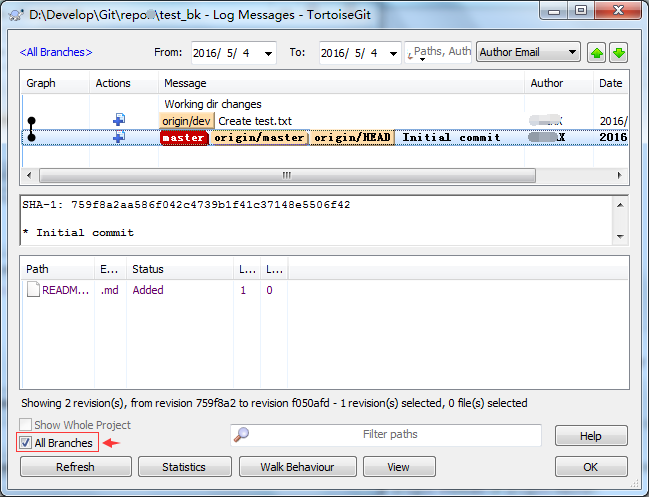 D:\Develop\Git\repo\test_bk - Log Messages - TortoiseGit
<All Branches> From: 2016/ 5/ 4 To: 2016/ 5/ 4 Paths, Auth Author Email
Graph Actions Message Author Date
Working dir changes
origin/dev Create test.txt 2016/
master origin/master origin/HEAD Initial commit X 2016
SHA-1: 759f8a2aa586f042c4739b1f41c37148e5506f42
* Initial commit
Path E... Status L... L...
READM... .md Added 1 0
Showing 2 revision(s), from revision 759f8a2 to revision f050afd - 1 revision(s) selected, 0 file(s) selected
Show Whole Project
All Branches Filter paths Help
Refresh Statistics Walk Behaviour View OK